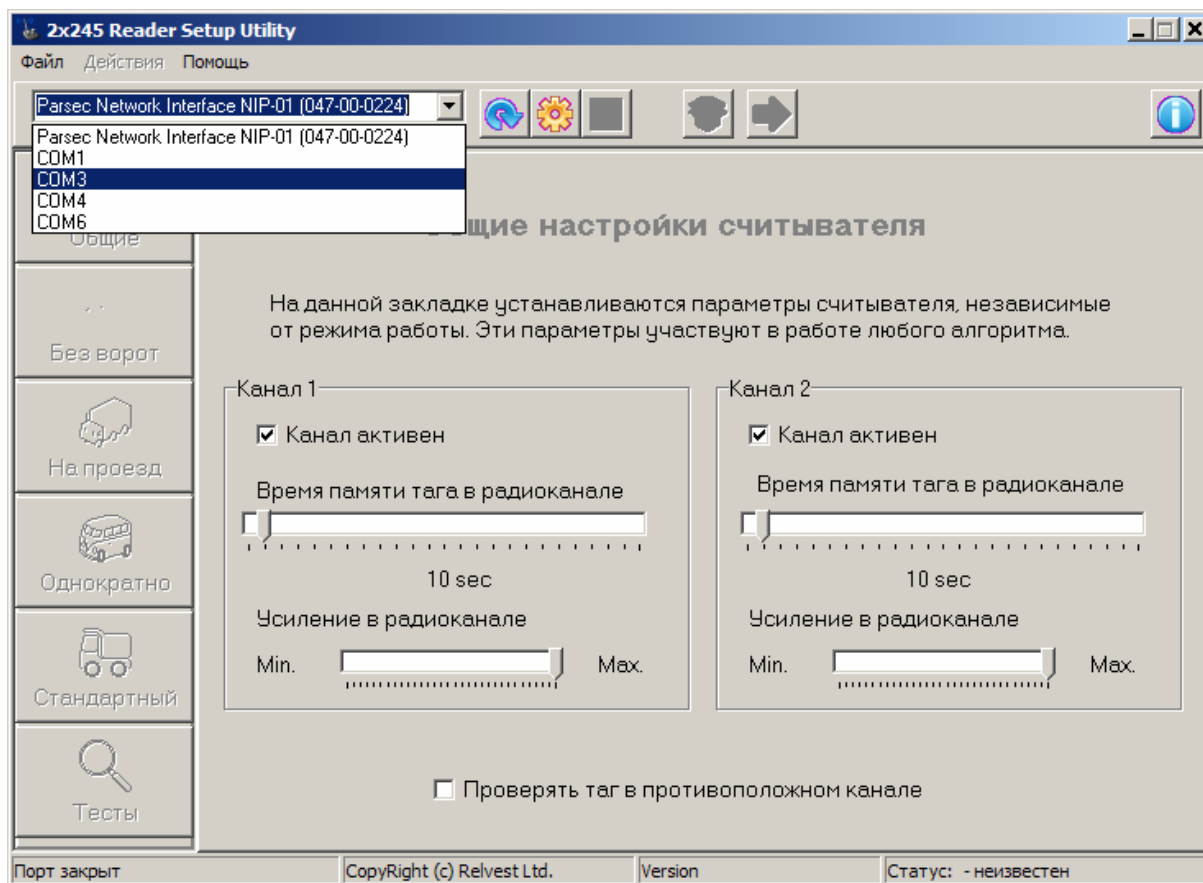 2x245 Reader Setup Utility
Файл Действия Помощь
Parsec Network Interface NIP-01 (047-00-0224)
Parsec Network Interface NIP-01 (047-00-0224)
COM1
COM3
COM4
COM6
Общие
Без ворот
На проезд
Однократно
Стандартный
Тесты
щие настройки считывателя
На данной закладке устанавливаются параметры считывателя, независимые
от режима работы. Эти параметры участвуют в работе любого алгоритма.
Канал 1
Канал активен
Время памяти тага в радиоканале
10 sec
Усиление в радиоканале
Min. Max.
Канал 2
Канал активен
Время памяти тага в радиоканале
10 sec
Усиление в радиоканале
Min. Max.
Проверять таг в противоположном канале
Порт закрыт
CopyRight (c) Relvest Ltd.
Version
Статус: - неизвестен